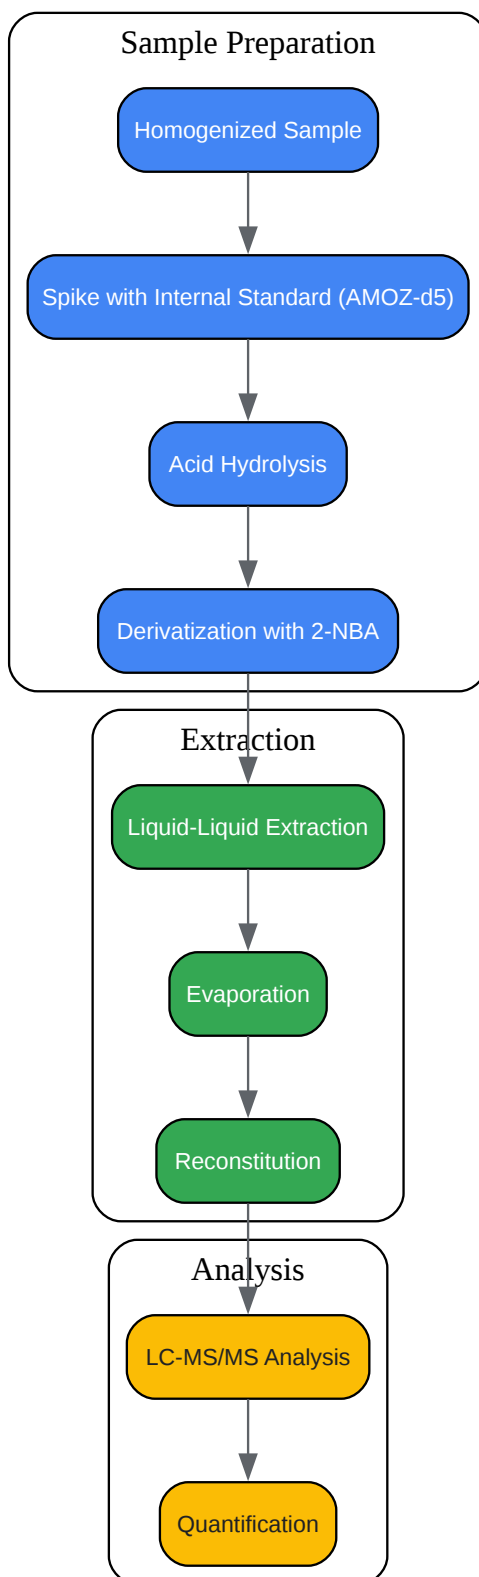 Sample Preparation
Homogenized Sample
Spike with Internal Standard (AMOZ-d5)
Acid Hydrolysis
Derivatization with 2-NBA
Extraction
Liquid-Liquid Extraction
Evaporation
Reconstitution
Analysis
LC-MS/MS Analysis
Quantification